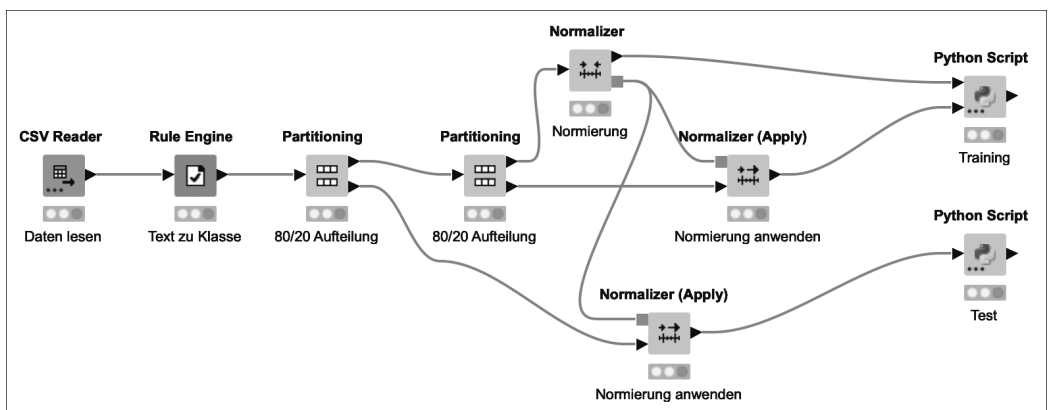 Normalizer
Normierung
Python Script
Training
CSV Reader
Daten lesen
Rule Engine
Text zu Klasse
Partitioning
80/20 Aufteilung
Partitioning
80/20 Aufteilung
Normalizer (Apply)
Normierung anwenden
Python Script
Test
Normalizer (Apply)
Normierung anwenden